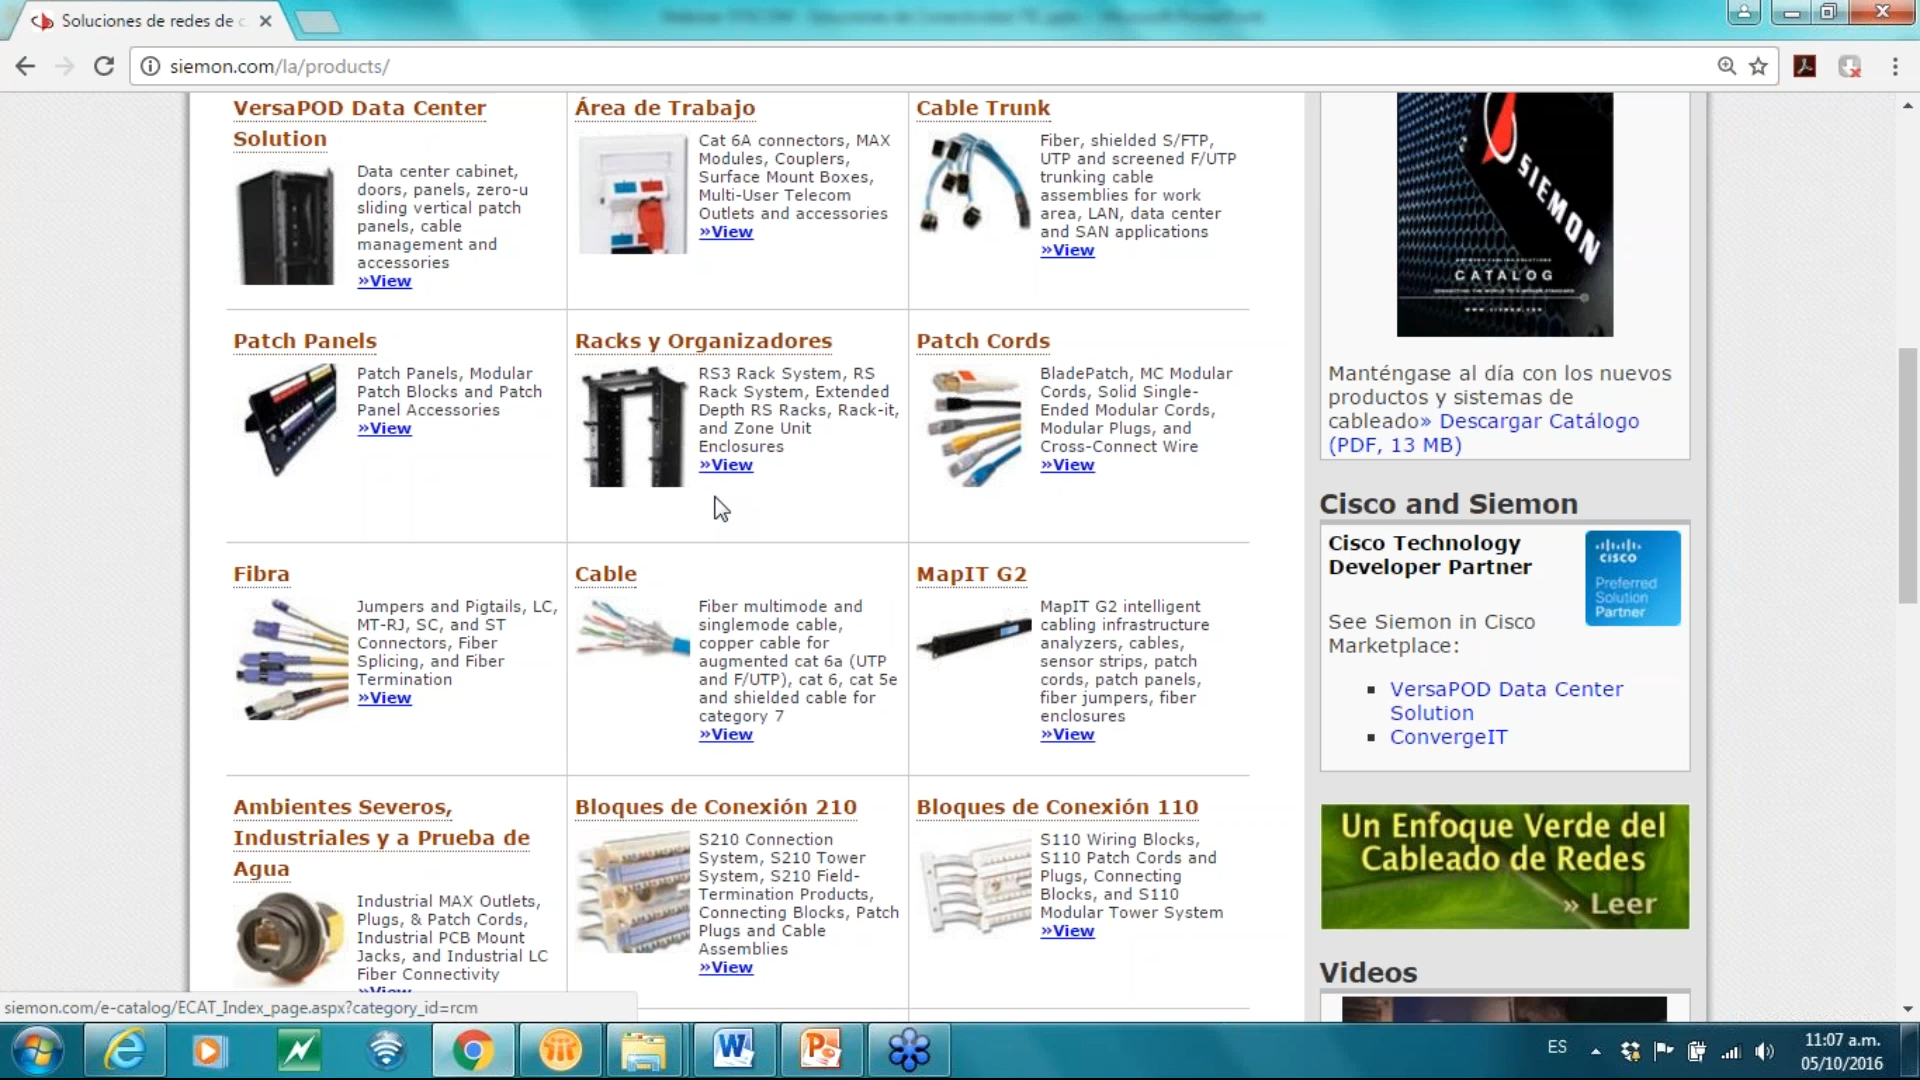 Soluciones de redes de c
siemon.com/la/products/
VersaPOD Data Center
Solution
Data center cabinet,
doors, panels, zero-u
sliding vertical patch
panels, cable
management and
accessories
»View
Área de Trabajo
Cat 6A connectors, MAX
Modules, Couplers,
Surface Mount Boxes,
Multi-User Telecom
Outlets and accessories
»View
Cable Trunk
Fiber, shielded S/FTP,
UTP and screened F/UTP
trunking cable
assemblies for work
area, LAN, data center
and SAN applications
»View
Patch Panels
Patch Panels, Modular
Patch Blocks and Patch
Panel Accessories
»View
Racks y Organizadores
RS3 Rack System, RS
Rack System, Extended
Depth RS Racks, Rack-it,
and Zone Unit
Enclosures
»View
Patch Cords
BladePatch, MC Modular
Cords, Solid Single-
Ended Modular Cords,
Modular Plugs, and
Cross-Connect Wire
»View
Fibra
Jumpers and Pigtails, LC,
MT-RJ, SC, and ST
Connectors, Fiber
Splicing, and Fiber
Termination
»View
Cable
Fiber multimode and
singlemode cable,
copper cable for
augmented cat 6a (UTP
and F/UTP), cat 6, cat 5e
and shielded cable for
category 7
»View
MapIT G2
MapIT G2 intelligent
cabling infrastructure
analyzers, cables,
sensor strips, patch
cords, patch panels,
fiber jumpers, fiber
enclosures
»View
Ambientes Severos,
Industriales y a Prueba de
Agua
Industrial MAX Outlets,
Plugs, & Patch Cords,
Industrial PCB Mount
Jacks, and Industrial LC
Fiber Connectivity
»View
Bloques de Conexión 210
S210 Connection
System, S210 Tower
System, S210 Field-
Termination Products,
Connecting Blocks, Patch
Plugs and Cable
Assemblies
»View
Bloques de Conexión 110
S110 Wiring Blocks,
S110 Patch Cords and
Plugs, Connecting
Blocks, and S110
Modular Tower System
»View
SIEMON
CATALOG
Manténgase al día con los nuevos
productos y sistemas de
cableado» Descargar Catálogo
(PDF, 13 MB)
Cisco and Siemon
Cisco Technology
Developer Partner
CISCO
Preferred
Solution
Partner
See Siemon in Cisco
Marketplace:
VersaPOD Data Center
Solution
ConvergeIT
Un Enfoque Verde del
Cableado de Redes
» Leer
Videos
siemon.com/e-catalog/ECAT_Index_page.aspx?category_id=rcm
ES
11:07 a.m.
05/10/2016